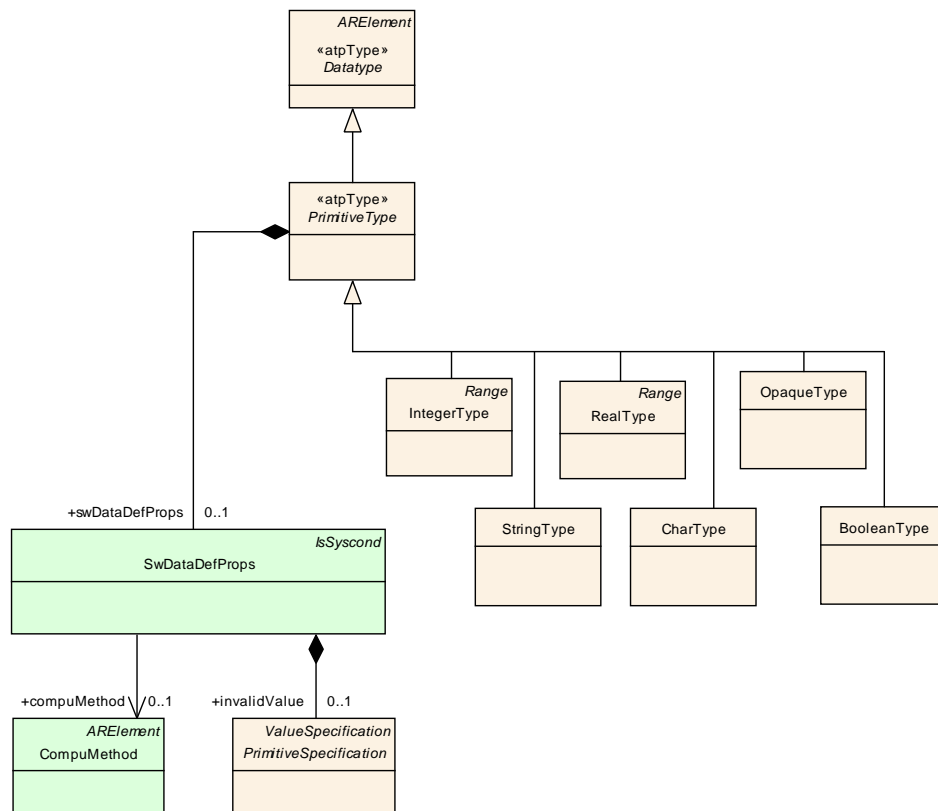 ARElement
«atpType»
Datatype
«atpType»
PrimitiveType
Range
IntegerType
Range
RealType
OpaqueType
+swDataDefProps 0..1
StringType
CharType
BooleanType
IsSyscond
SwDataDefProps
+compuMethod 0..1
+invalidValue 0..1
ARElement
CompuMethod
ValueSpecification
PrimitiveSpecification